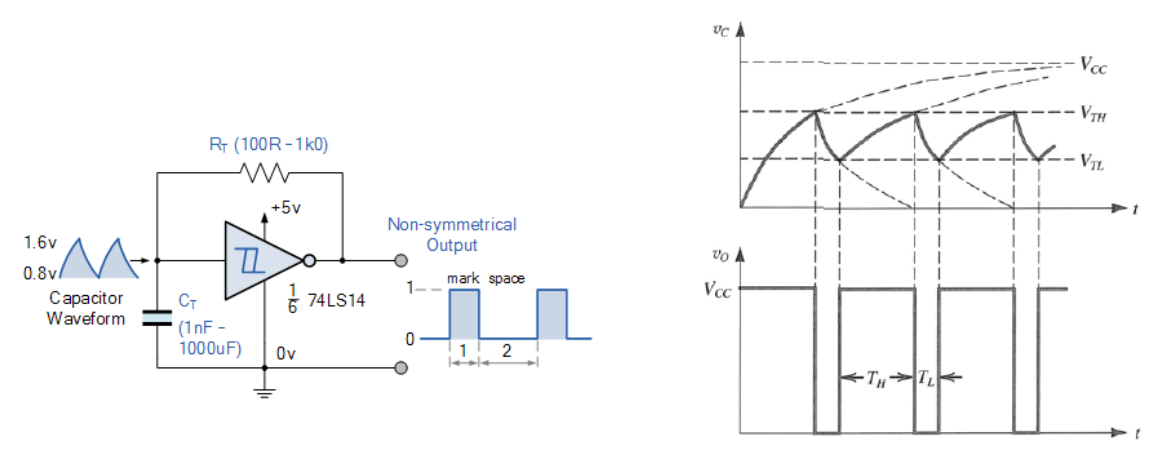 R_T (100R – 1k0)
+5v
Non-symmetrical
Output
1.6v
0.8v
Capacitor
Waveform
C_T
(1nF –
1000uF)
1/6 74LS14
0v
mark space
1
0
1 2
v_C
V_CC
V_TH
V_TL
t
v_O
V_CC
T_H T_L
t